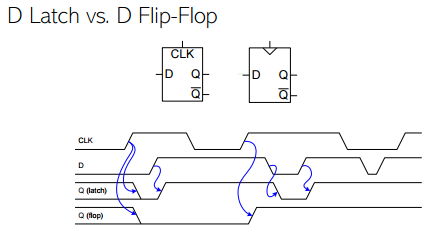 D Latch vs. D Flip-Flop
CLK
D Q
Q̅
D Q
Q̅
CLK
D
Q (latch)
Q (flop)